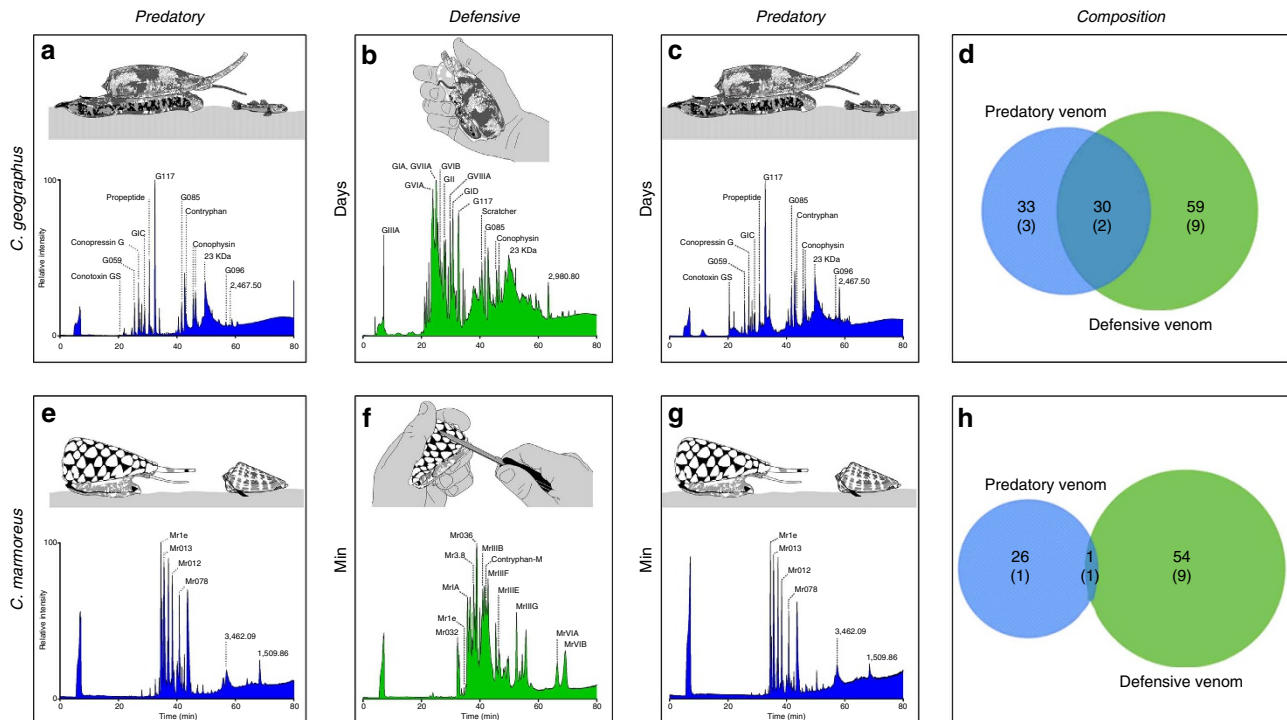 Predatory
Defensive
Predatory
Composition
C. geographus
a
G117
Propeptide
G085
Contryphan
GIC
Conopressin G
Conophysin
23 KDa
G059
G096
Conotoxin GS
2,467.50
100
0
Relative intensity
0 20 40 60 80
Days
b
GIA, GVIIA
GVIB
GII
GVIIIA
GVIA
GID
G117
Scratcher
G085
GIIIA
Conophysin
23 KDa
2,980.80
0 20 40 60 80
Days
c
G117
G085
Propeptide
Contryphan
GIC
Conopressin G
Conophysin
23 KDa
G059
G096
Conotoxin GS
2,467.50
0 20 40 60 80
d
Predatory venom
33
(3)
30
(2)
59
(9)
Defensive venom
C. marmoreus
e
Mr1e
Mr013
Mr012
Mr078
3,462.09
1,509.86
100
0
Relative intensity
0 20 40 60 80
Time (min)
Min
f
Mr036
MrIIIB
Mr3.8
Contryphan-M
MrIIIF
MrIA
MrIIIE
Mr1e
MrIIIG
Mr032
MrVIA
MrVIB
0 20 40 60 80
Time (min)
Min
g
Mr1e
Mr013
Mr012
Mr078
3,462.09
1,509.86
0 20 40 60 80
Time (min)
h
Predatory venom
26
(1)
1
(1)
54
(9)
Defensive venom